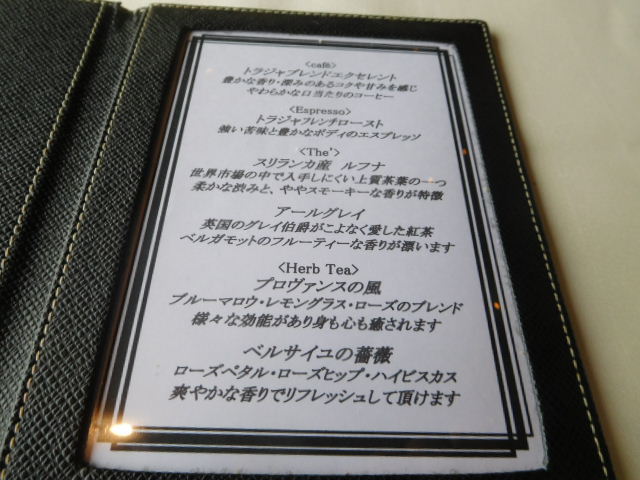 <café>
トラジャブレンドエクセレント
豊かな香り・深みのあるコクや甘みを感じ
やわらかな口当たりのコーヒー
<Espresso>
トラジャフレンチロースト
強い苦味と豊かなボディのエスプレッソ
<The'>
スリランカ産 ルフナ
世界市場の中で入手しにくい上質茶葉の一つ
柔かな渋みと、ややスモーキーな香りが特徴
アールグレイ
英国のグレイ伯爵がこよなく愛した紅茶
ベルガモットのフルーティーな香りが漂います
<Herb Tea>
プロヴァンスの風
ブルーマロウ・レモングラス・ローズのブレンド
様々な効能があり身も心も癒されます
ベルサイユの薔薇
ローズペタル・ローズヒップ・ハイビスカス
爽やかな香りでリフレッシュして頂けます